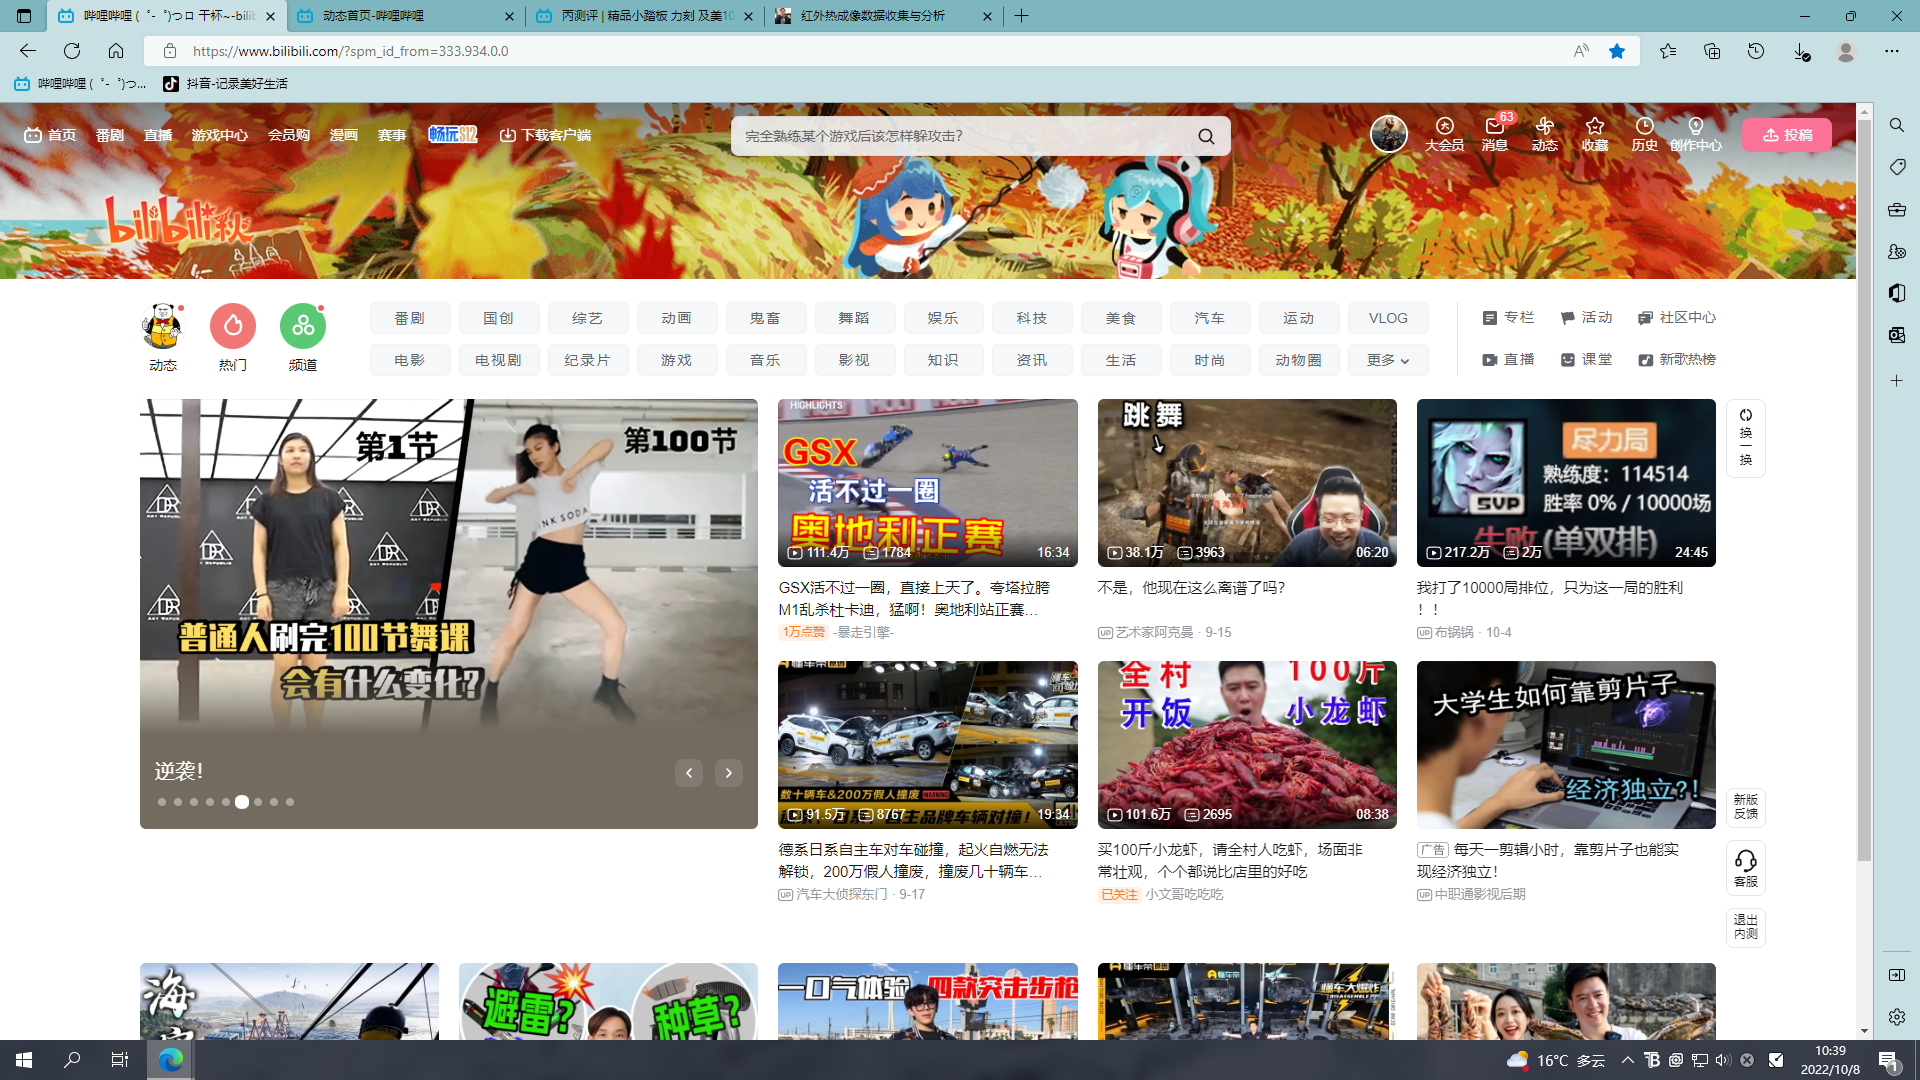 哔哩哔哩 (゜-゜)つロ 干杯~-bili
动态首页-哔哩哔哩
丙测评 | 精品小踏板 力刻 及美10
红外热成像数据收集与分析
https://www.bilibili.com/?spm_id_from=333.934.0.0
哔哩哔哩 (゜-゜)つ...
抖音-记录美好生活
首页 番剧 直播 游戏中心 会员购 漫画 赛事 畅玩S12 下载客户端
完全熟练某个游戏后该怎样躲攻击?
63
大会员 消息 动态 收藏 历史 创作中心 投稿
bilibili秋
番剧 国创 综艺 动画 鬼畜 舞蹈 娱乐 科技 美食 汽车 运动 VLOG
专栏 活动 社区中心
动态 热门 频道
电影 电视剧 纪录片 游戏 音乐 影视 知识 资讯 生活 时尚 动物圈 更多
直播 课堂 新歌热榜
第1节
第100节
DR
PINK SODA
普通人刷完100节舞课
会有什么变化?
逆袭!
HIGHLIGHTS
GSX
活不过一圈
奥地利正赛
111.4万 1784 16:34
GSX活不过一圈，直接上天了。夸塔拉胯
M1乱杀杜卡迪，猛啊！奥地利站正赛...
1万点赞 -暴走引擎-
跳舞
38.1万 3963 06:20
不是，他现在这么离谱了吗?
UP 艺术家阿克曼 · 9-15
尽力局
熟练度：114514
SVP
胜率 0% / 10000场
失败(单双排)
217.2万 2万 24:45
我打了10000局排位，只为这一局的胜利
！！
UP 布锅锅 · 10-4
换
一
换
数十辆车&200万假人撞废 WARNING
91.5万 8767 19:34
德系日系自主车对车碰撞，起火自燃无法
解锁，200万假人撞废，撞废几十辆车...
UP 汽车大侦探东门 · 9-17
全村
开饭
100斤
小龙虾
101.6万 2695 08:38
买100斤小龙虾，请全村人吃虾，场面非
常壮观，个个都说比店里的好吃
已关注 小文哥吃吃吃
大学生如何靠剪片子
经济独立?!
广告 每天一剪辑小时，靠剪片子也能实
现经济独立！
UP 中职通影视后期
新版
反馈
客服
退出
内测
海
避雷?
种草?
一口气体验 四款突击步枪
懂车大爆炸
DISASSEMBLE
16°C 多云
10:39
2022/10/8
1